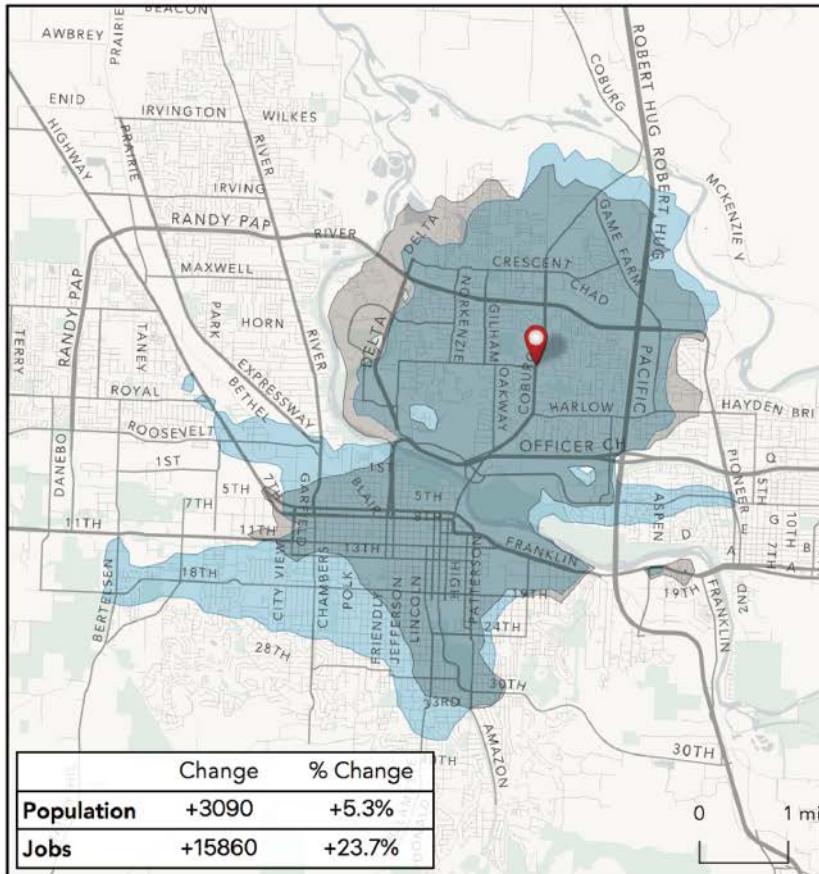 BEACON
AWBREY
PRAIRIE
COBURG
ROBERT HUG ROBERT HUG
ENID
IRVINGTON
WILKES
HIGHWAY
PRAIRIE
RIVER
MCKENZIE V
IRVING
RANDY PAP
RIVER
DELTA
GAME FARM
CRESCENT
MAXWELL
CHAD
RANDY PAP
TERRY
TANEY
PARK
HORN
RIVER
DELTA
NORKENZIE
GILHAM
OAKWAY
COBURG
PACIFIC
EXPRESSWAY
BETHEL
ROYAL
HARLOW
HAYDEN BRI
ROOSEVELT
OFFICER CH
DANEBO
1ST
1ST
PIONEER
Q
5TH
7TH
GARFIELD
BLAIR
5TH
8TH
ASPEN
5TH
7TH
11TH
11TH
13TH
FRANKLIN
D
E
A
G
7TH
10TH
B
A
BERTELSEN
18TH
CITY VIEW
CHAMBERS
POLK
FRIENDLY
JEFFERSON
LINCOLN
HIGH
PATTERSON
19TH
19TH
FRANKLIN
2ND
24TH
28TH
30TH
33RD
AMAZON
30TH
Change % Change
Population +3090 +5.3%
Jobs +15860 +23.7%
0 1 mi